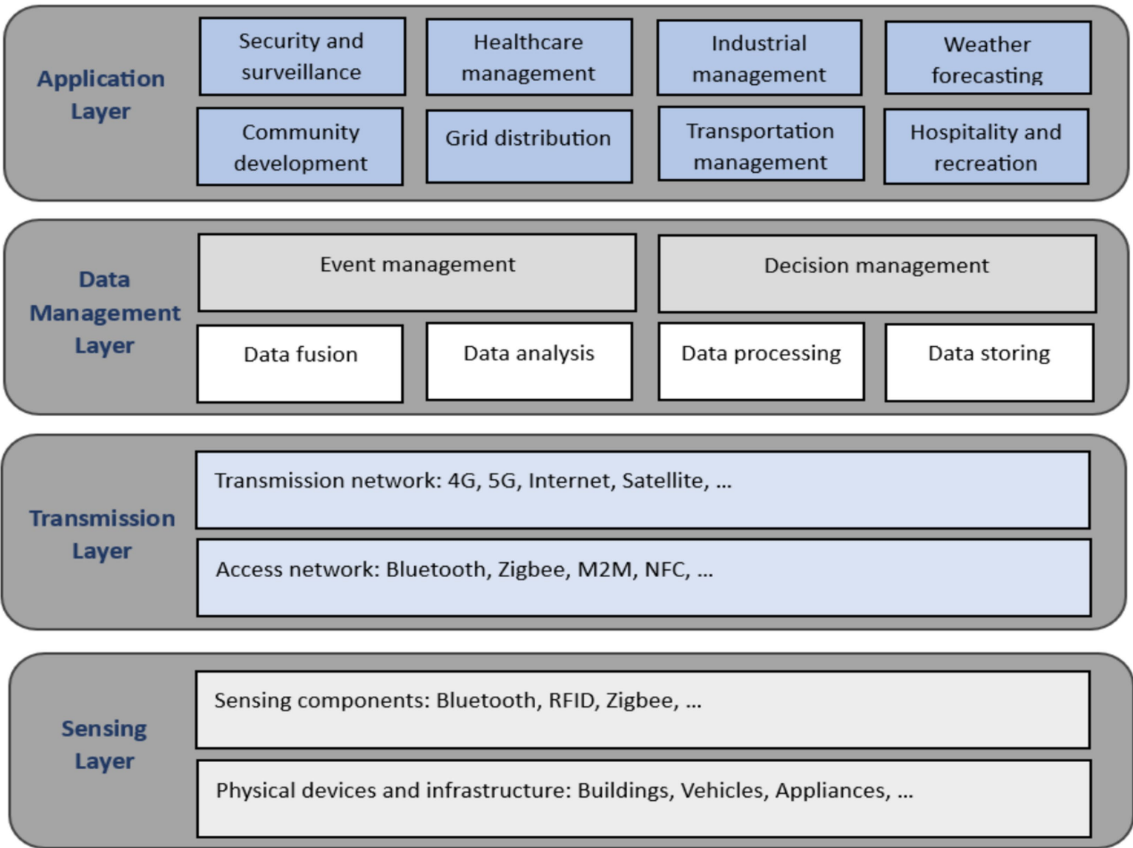 Application
Layer
Security and
surveillance
Healthcare
management
Industrial
management
Weather
forecasting
Community
development
Grid distribution
Transportation
management
Hospitality and
recreation
Data
Management
Layer
Event management
Decision management
Data fusion
Data analysis
Data processing
Data storing
Transmission
Layer
Transmission network: 4G, 5G, Internet, Satellite, ...
Access network: Bluetooth, Zigbee, M2M, NFC, ...
Sensing
Layer
Sensing components: Bluetooth, RFID, Zigbee, ...
Physical devices and infrastructure: Buildings, Vehicles, Appliances, ...